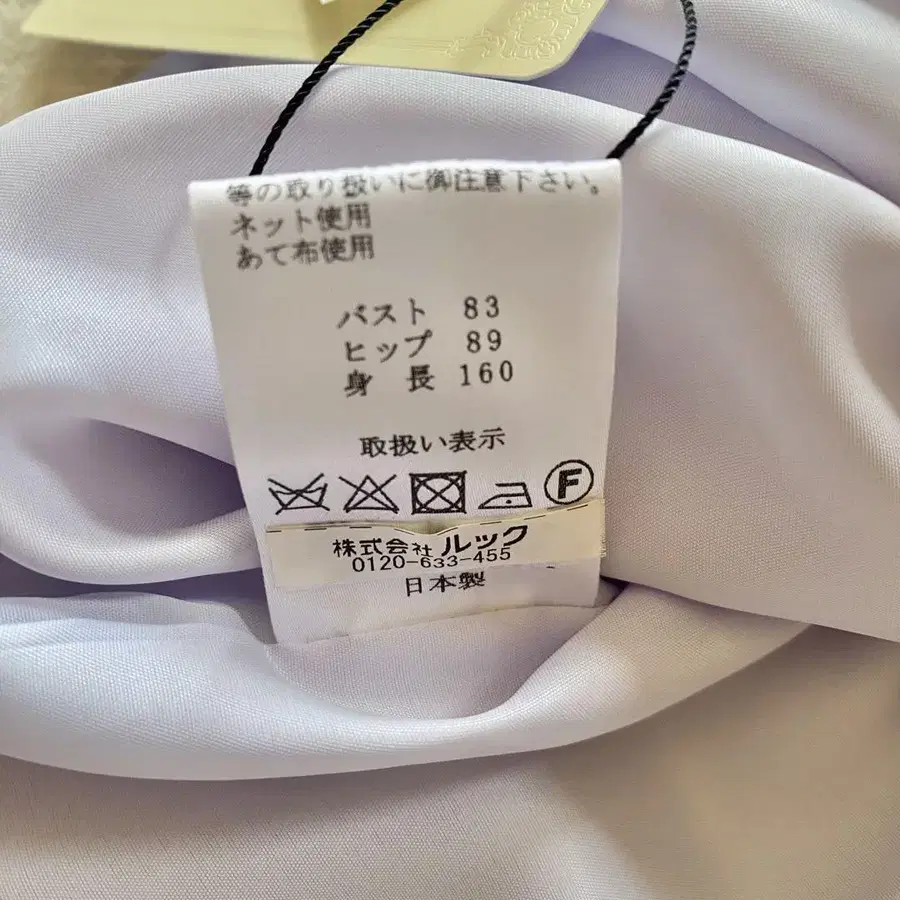 等の取り扱いに御注意下さい。
ネット使用
あて布使用
バスト 83
ヒップ 89
身 長 160
取扱い表示
F
株式会社 ルック
0120-633-455
日本製